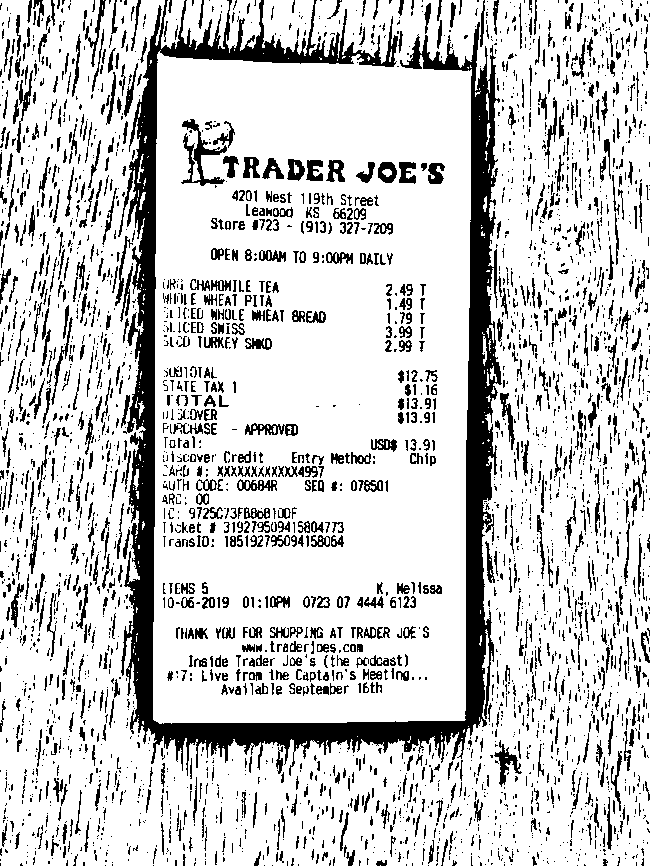 TRADER JOE'S
4201 West 119th Street
Leawood KS 66209
Store #723 - (913) 327-7209
OPEN 8:00AM TO 9:00PM DAILY
ORG CHAMOMILE TEA 2.49 T
WHOLE WHEAT PITA 1.49 T
SLICED WHOLE WHEAT BREAD 1.79 T
SLICED SWISS 3.99 T
SLCD TURKEY SMKD 2.99 T
SUBTOTAL $12.75
STATE TAX 1 $1.16
TOTAL $13.91
DISCOVER $13.91
PURCHASE - APPROVED
Total: USD$ 13.91
Discover Credit Entry Method: Chip
CARD #: XXXXXXXXXXXX4997
AUTH CODE: 00684R SEQ #: 078501
ARC: 00
TC:
Ticket # 319279509415804773
TransID: 185192795094158064
ITEMS 5 K, Melissa
10-06-2019 01:10PM 0723 07 4444 6123
THANK YOU FOR SHOPPING AT TRADER JOE'S
www.traderjoes.com
Inside Trader Joe's (the podcast)
#17: Live from the Captain's Meeting...
Available September 16th